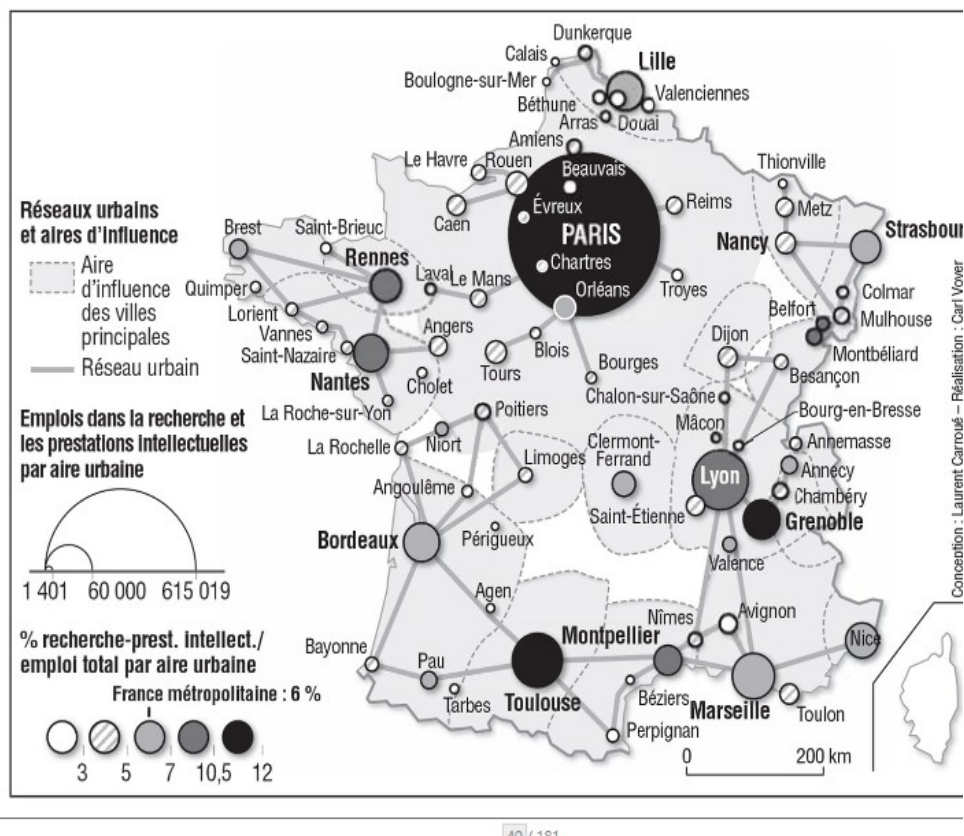 Dunkerque
Calais
Lille
Boulogne-sur-Mer
Valenciennes
Béthune
Arras
Douai
Amiens
Le Havre
Rouen
Beauvais
Thionville
Évreux
Reims
Metz
Caen
PARIS
Nancy
Strasbour
Brest
Saint-Brieuc
Rennes
Chartres
Laval
Le Mans
Orléans
Troyes
Colmar
Quimper
Belfort
Mulhouse
Lorient
Vannes
Angers
Dijon
Saint-Nazaire
Blois
Montbéliard
Nantes
Tours
Bourges
Besançon
Cholet
Chalon-sur-Saône
La Roche-sur-Yon
Poitiers
Bourg-en-Bresse
Mâcon
La Rochelle
Niort
Clermont-
Ferrand
Annemasse
Limoges
Lyon
Annecy
Angoulême
Chambéry
Saint-Étienne
Grenoble
Bordeaux
Périgueux
Valence
Agen
Nîmes
Avignon
Montpellier
Nice
Bayonne
Pau
Toulouse
Béziers
Tarbes
Marseille
Toulon
Perpignan
0
200 km
Réseaux urbains
et aires d'influence
Aire
d'influence
des villes
principales
Réseau urbain
Emplois dans la recherche et
les prestations intellectuelles
par aire urbaine
1 401 60 000 615 019
% recherche-prest. intellect./
emploi total par aire urbaine
France métropolitaine : 6 %
3 5 7 10,5 12
Conception : Laurent Carroué – Réalisation : Carl Voyer
40 / 181